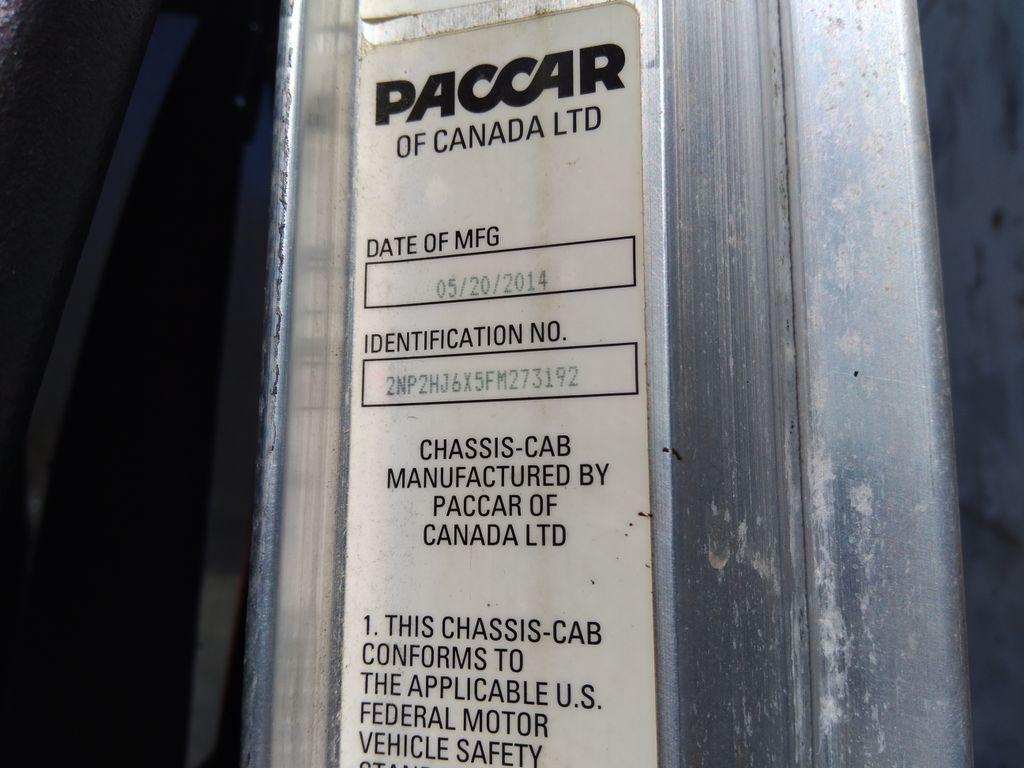 PACCAR
OF CANADA LTD
DATE OF MFG
05/20/2014
IDENTIFICATION NO.
2NP2HJ6X5FM273192
CHASSIS-CAB
MANUFACTURED BY
PACCAR OF
CANADA LTD
1. THIS CHASSIS-CAB
CONFORMS TO
THE APPLICABLE U.S.
FEDERAL MOTOR
VEHICLE SAFETY